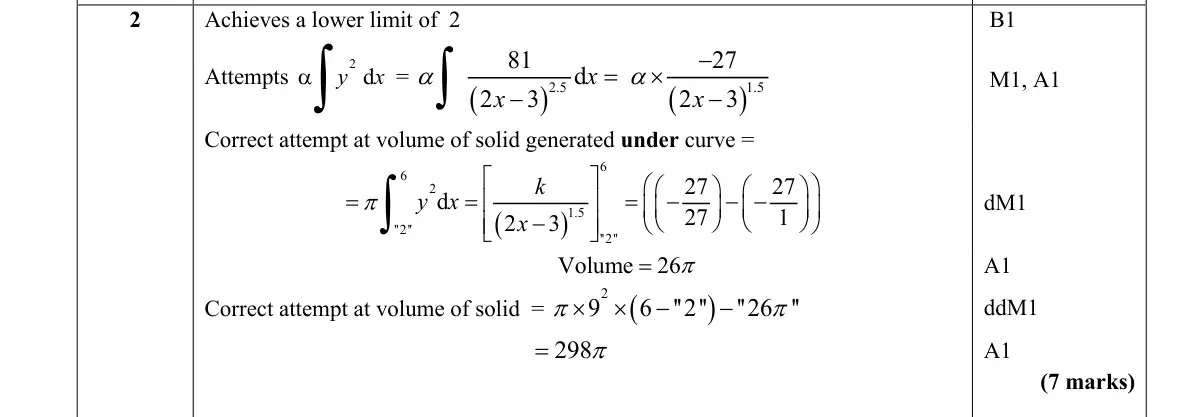 2 Achieves a lower limit of 2 B1
Attempts α∫y² dx = α∫ 81/(2x−3)^2.5 dx = α × −27/(2x−3)^1.5 M1, A1
Correct attempt at volume of solid generated under curve =
= π∫_"2"^6 y² dx = [k/(2x−3)^1.5]_"2"^6 = ((−27/27)−(−27/1)) dM1
Volume = 26π A1
Correct attempt at volume of solid = π×9²×(6−"2")−"26π" ddM1
= 298π A1
(7 marks)